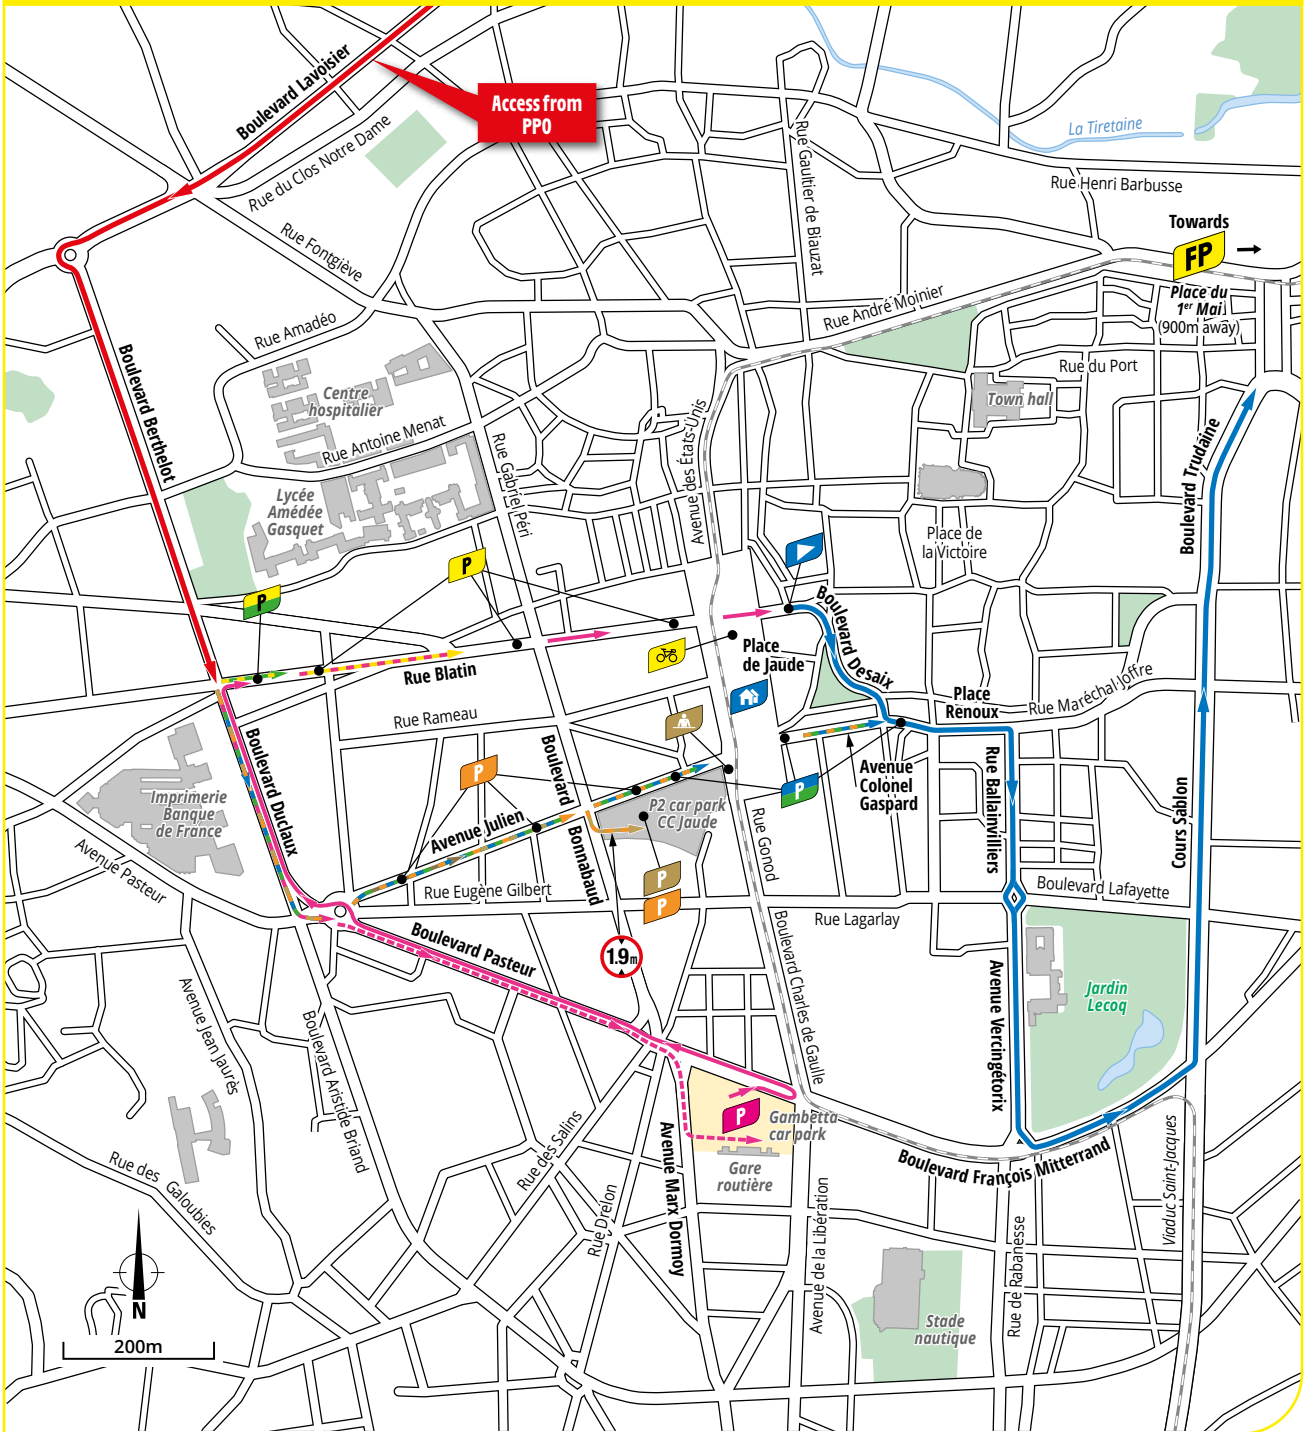 Boulevard Lavoisier
Access from
PPO
Rue du Clos Notre Dame
Rue Gaultier de Biauzat
La Tiretaine
Rue Henri Barbusse
Towards
FP
Place du
1er Mai
(900m away)
Rue Fontgiève
Rue Amadéo
Rue André Moinier
Rue du Port
Boulevard Berthelot
Centre
hospitalier
Town hall
Rue Antoine Menat
Avenue des États-Unis
Rue Gabriel Péri
Boulevard Trudaine
Lycée
Amédée
Gasquet
Place de
la Victoire
P
P
Boulevard Desaix
Place
de Jaude
Rue Blatin
Place
Renoux
Rue Maréchal Joffre
Rue Rameau
Boulevard Duclaux
Boulevard
Bonnabaud
P
P
Avenue
Colonel
Gaspard
Rue Ballainvilliers
Cours Sablon
Imprimerie
Banque
de France
P2 car park
CC Jaude
Avenue Julien
Rue Gonod
Avenue Pasteur
P
P
Rue Eugène Gilbert
Boulevard Lafayette
Rue Lagarlay
Boulevard Pasteur
1.9m
Boulevard Charles de Gaulle
Avenue Vercingétorix
Jardin
Lecoq
Avenue Jean Jaurès
Boulevard Aristide Briand
P
Gambetta
car park
Gare
routière
Rue des Salins
Avenue Marx Dormoy
Boulevard François Mitterrand
Viaduc Saint-Jacques
Rue des Galoubies
Rue Drelon
Avenue de la Libération
Rue de Rabanesse
Stade
nautique
N
200m